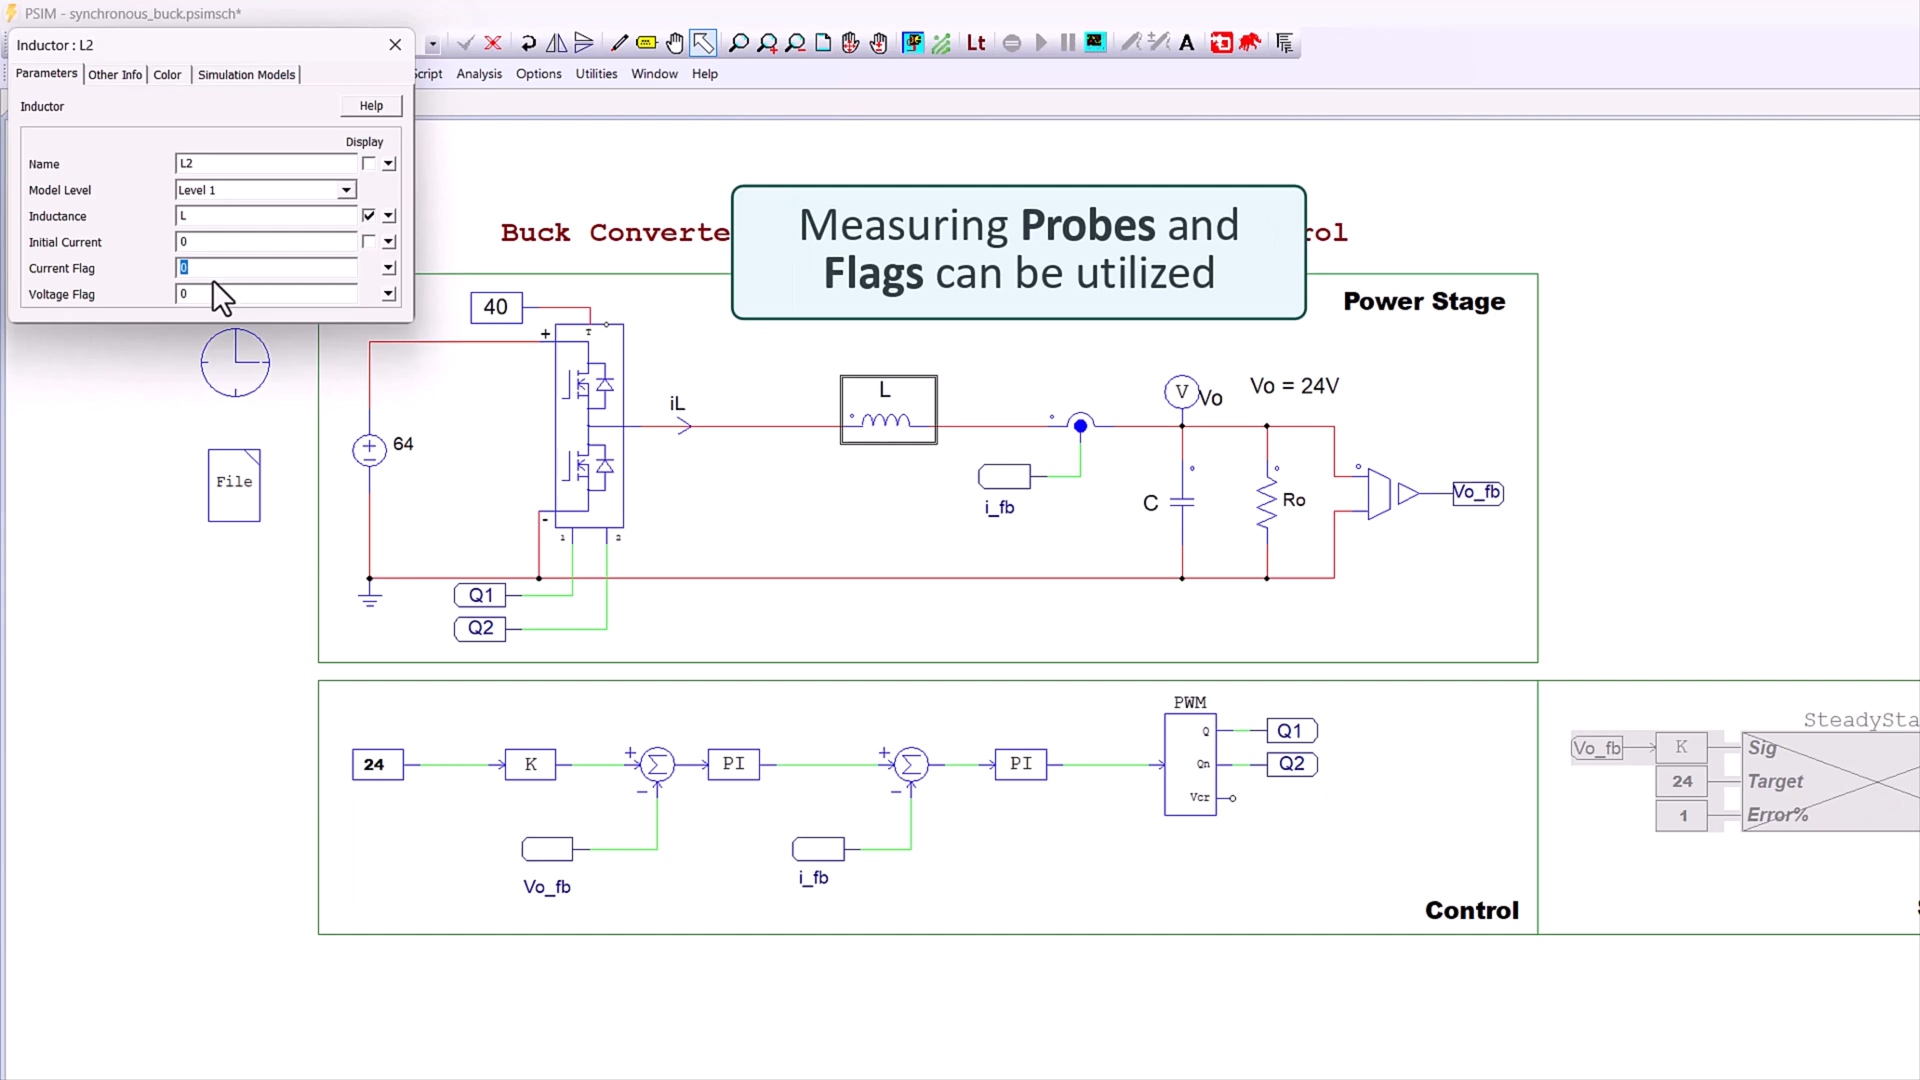 PSIM - synchronous_buck.psimsch*
Inductor : L2
Lt
A
Parameters
Other Info
Color
Simulation Models
Script
Analysis
Options
Utilities
Window
Help
Inductor
Help
Display
Name
L2
Model Level
Level 1
Inductance
L
Initial Current
0
Current Flag
0
Voltage Flag
0
Measuring Probes and
Flags can be utilized
Buck Converte
rol
Power Stage
40
T
+
-
64
iL
L
V
Vo
Vo = 24V
File
i_fb
C
Ro
Vo_fb
1
2
Q1
Q2
PWM
24
K
+
Σ
−
PI
+
Σ
−
PI
Q
Qn
Vcr
Q1
Q2
Vo_fb
i_fb
Control
SteadySta
Vo_fb
K
Sig
24
Target
1
Error%